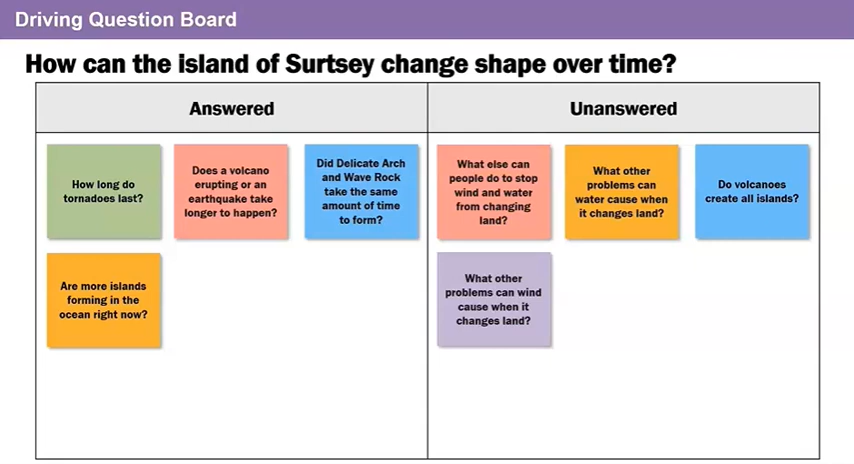 Driving Question Board
How can the island of Surtsey change shape over time?
Answered
Unanswered
How long do
tornadoes last?
Does a volcano
erupting or an
earthquake take
longer to happen?
Did Delicate Arch
and Wave Rock
take the same
amount of time
to form?
What else can
people do to stop
wind and water
from changing
land?
What other
problems can
water cause when
it changes land?
Do volcanoes
create all islands?
Are more islands
forming in the
ocean right now?
What other
problems can wind
cause when it
changes land?